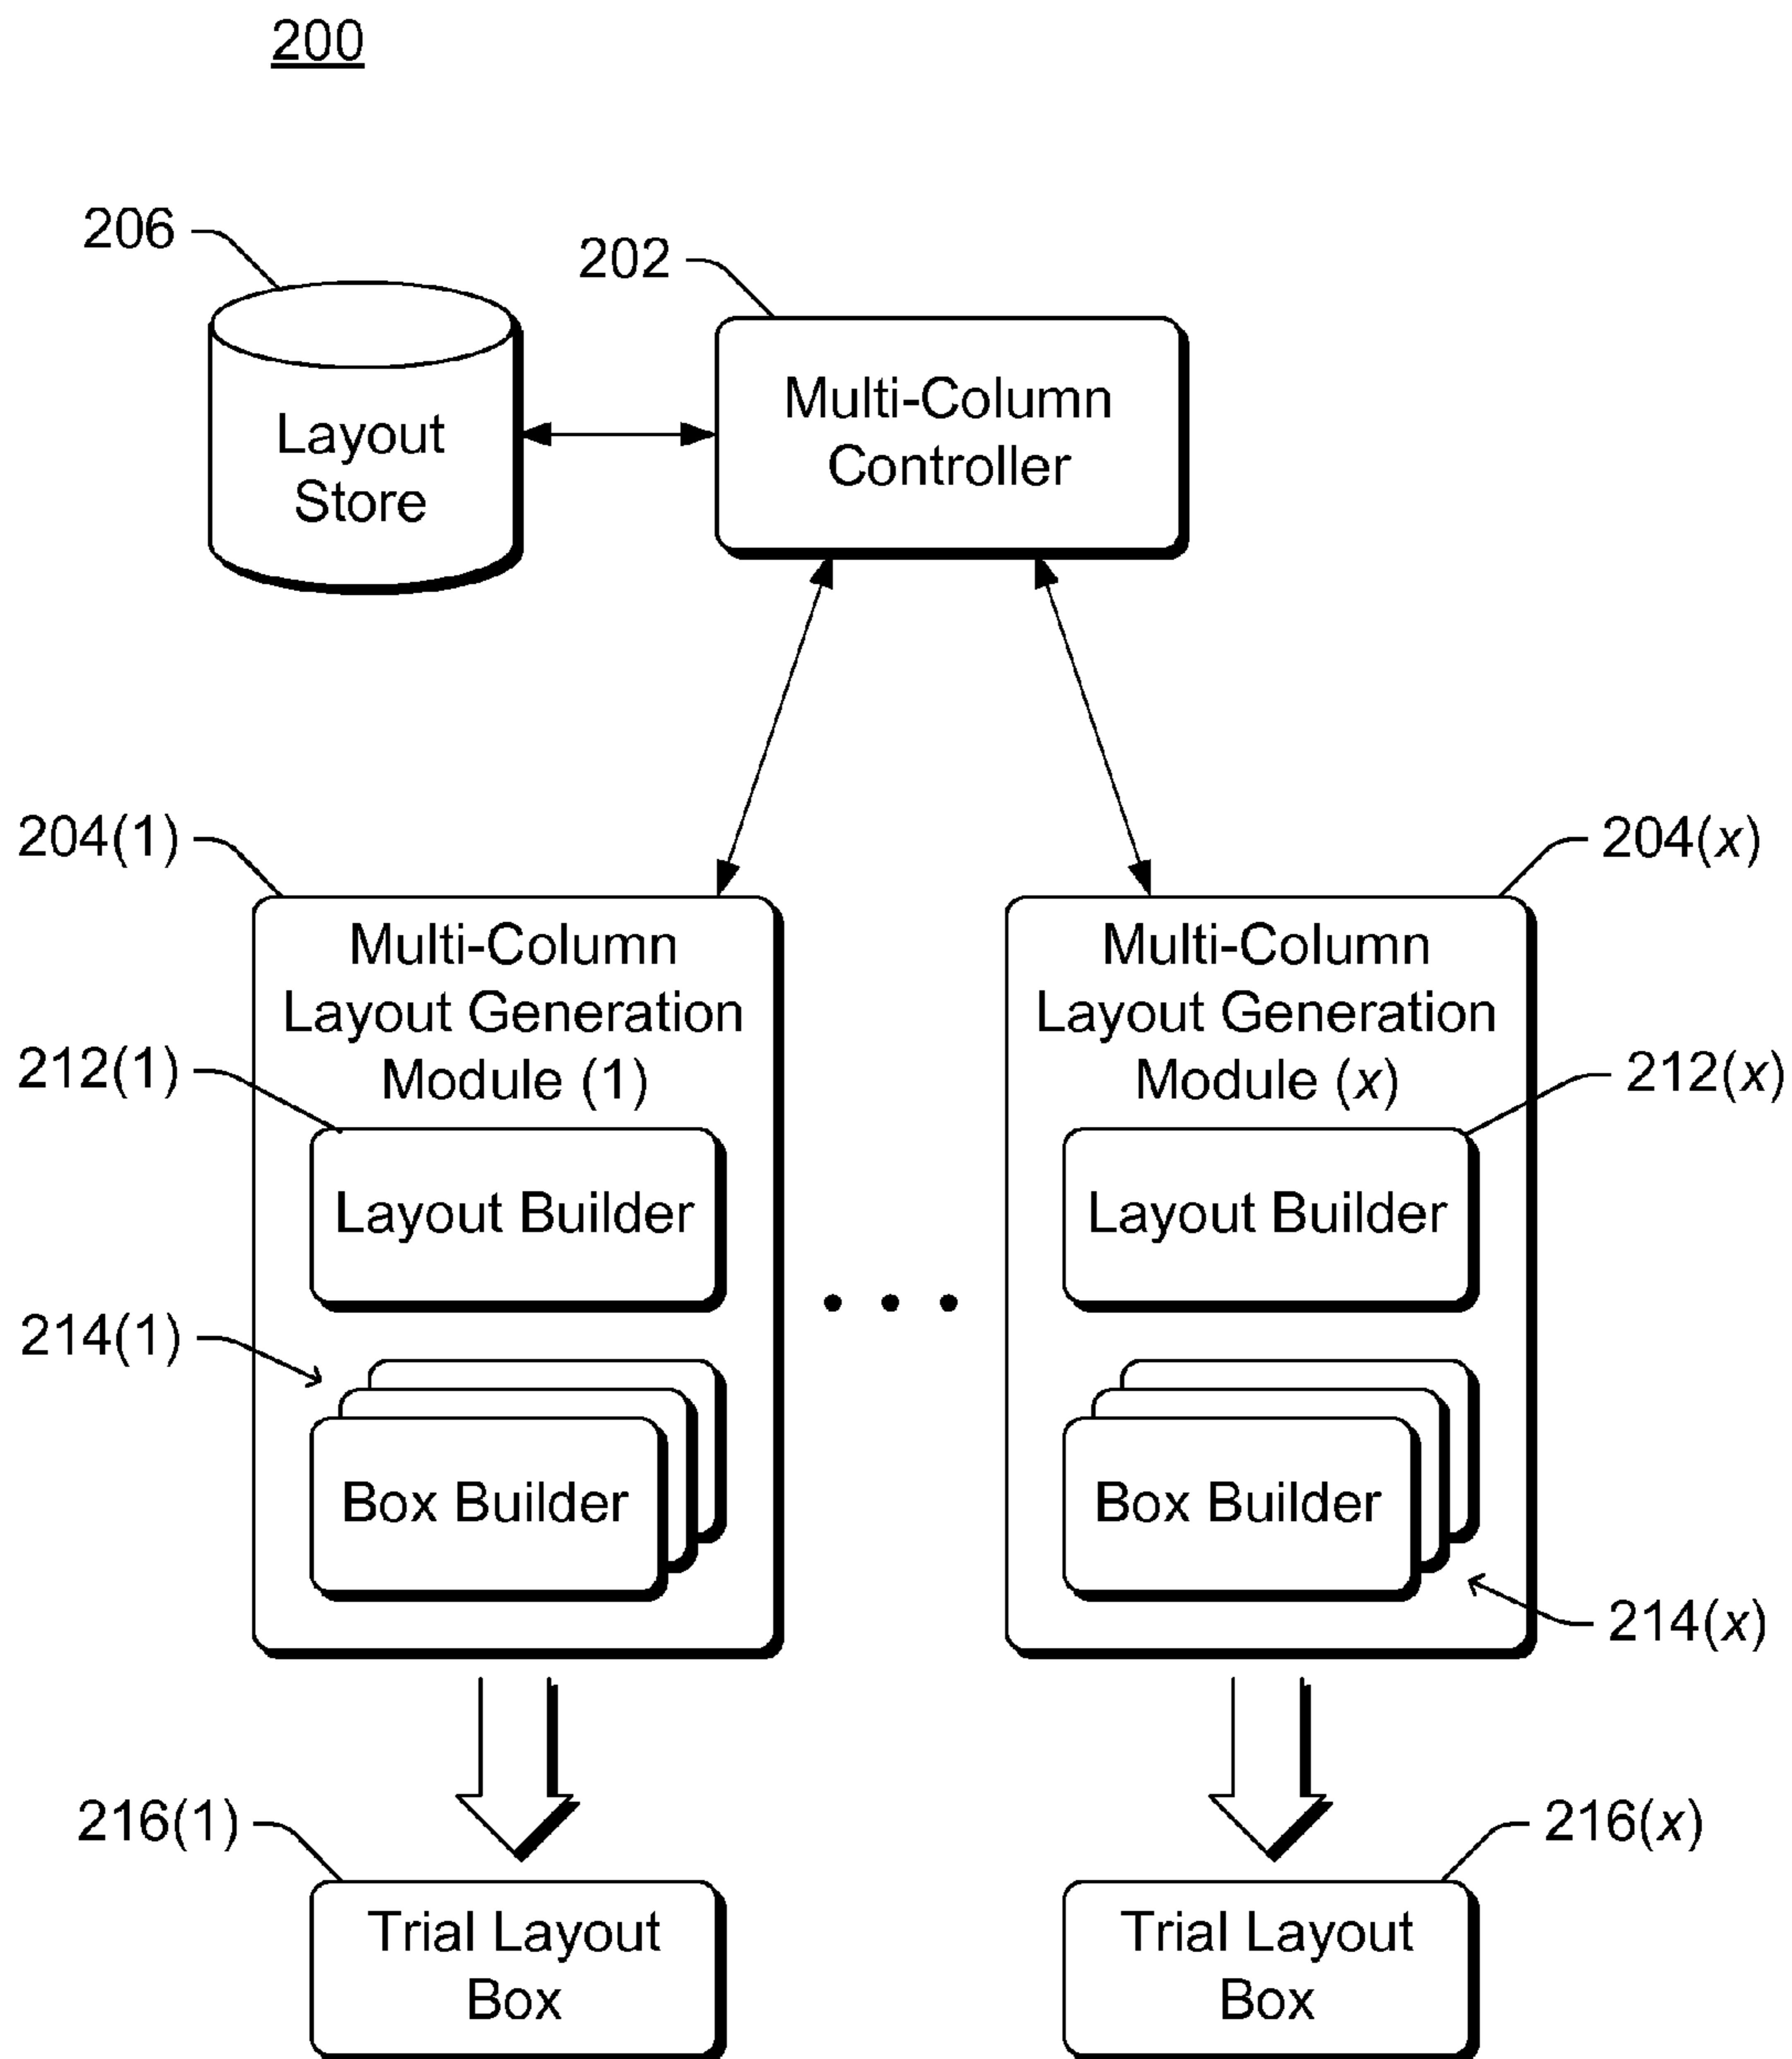 200
206
202
Layout
Store
Multi-Column
Controller
204(1)
204(x)
Multi-Column
Layout Generation
Module (1)
Multi-Column
Layout Generation
Module (x)
212(1)
212(x)
Layout Builder
Layout Builder
• • •
214(1)
Box Builder
Box Builder
214(x)
216(1)
216(x)
Trial Layout
Box
Trial Layout
Box